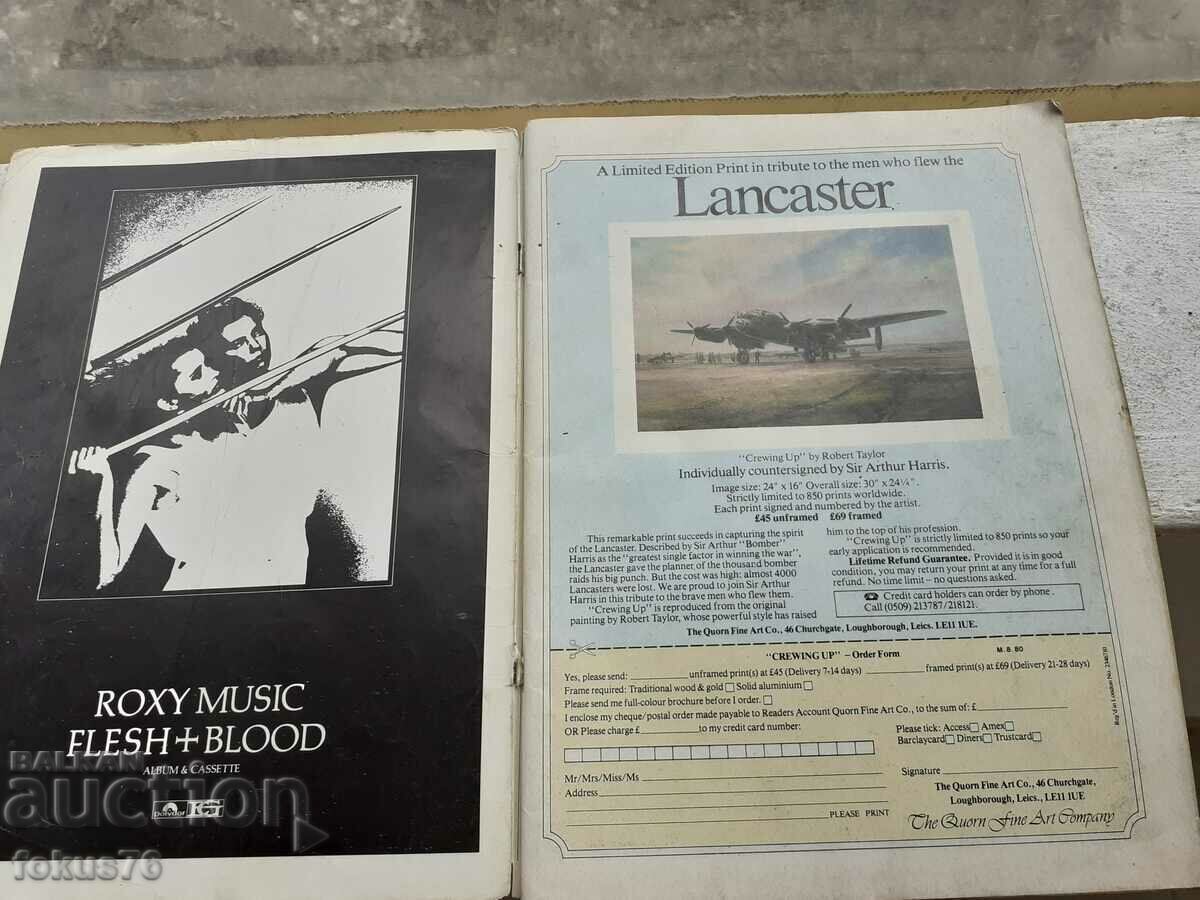 ROXY MUSIC
FLESH+BLOOD
ALBUM & CASSETTE
polydor EG
A Limited Edition Print in tribute to the men who flew the
Lancaster
"Crewing Up" by Robert Taylor
Individually countersigned by Sir Arthur Harris.
Image size: 24" x 16" Overall size: 30" x 24¼".
Strictly limited to 850 prints worldwide.
Each print signed and numbered by the artist.
£45 unframed £69 framed
This remarkable print succeeds in capturing the spirit
of the Lancaster. Described by Sir Arthur "Bomber"
Harris as the "greatest single factor in winning the war",
the Lancaster gave the planner of the thousand bomber
raids his big punch. But the cost was high: almost 4000
Lancasters were lost. We are proud to join Sir Arthur
Harris in this tribute to the brave men who flew them.
"Crewing Up" is reproduced from the original
painting by Robert Taylor, whose powerful style has raised
him to the top of his profession.
"Crewing Up" is strictly limited to 850 prints so your
early application is recommended.
Lifetime Refund Guarantee. Provided it is in good
condition, you may return your print at any time for a full
refund. No time limit – no questions asked.
☎ Credit card holders can order by phone.
Call (0509) 213787/218121.
The Quorn Fine Art Co., 46 Churchgate, Loughborough, Leics. LE11 1UE.
"CREWING UP" – Order Form
M. 8. 80
Yes, please send: unframed print(s) at £45 (Delivery 7-14 days) framed print(s) at £69 (Delivery 21-28 days)
Frame required: Traditional wood & gold Solid aluminium
Please send me full-colour brochure before I order.
I enclose my cheque/postal order made payable to Readers Account Quorn Fine Art Co., to the sum of: £
OR Please charge £ to my credit card number:
Please tick: Access Amex
Barclaycard Diners Trustcard
Mr/Mrs/Miss/Ms
Address
PLEASE PRINT
Signature
The Quorn Fine Art Co., 46 Churchgate,
Loughborough, Leics., LE11 1UE
The Quorn Fine Art Company
Reg'd in London No.
BALKAN
auction
fokus76